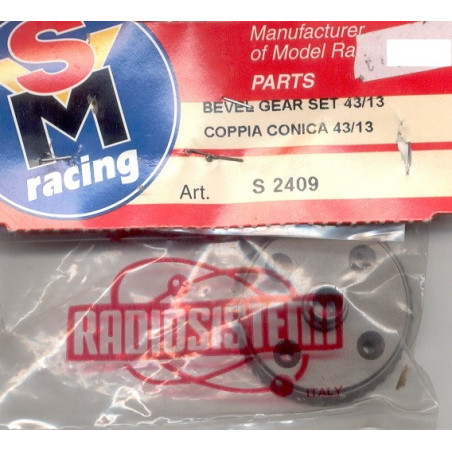 SM
racing
Manufacturer
of Model
PARTS
BEVEL GEAR SET 43/13
COPPIA CONICA 43/13
Art. S 2409
RADIOSISTEMI
ITALY